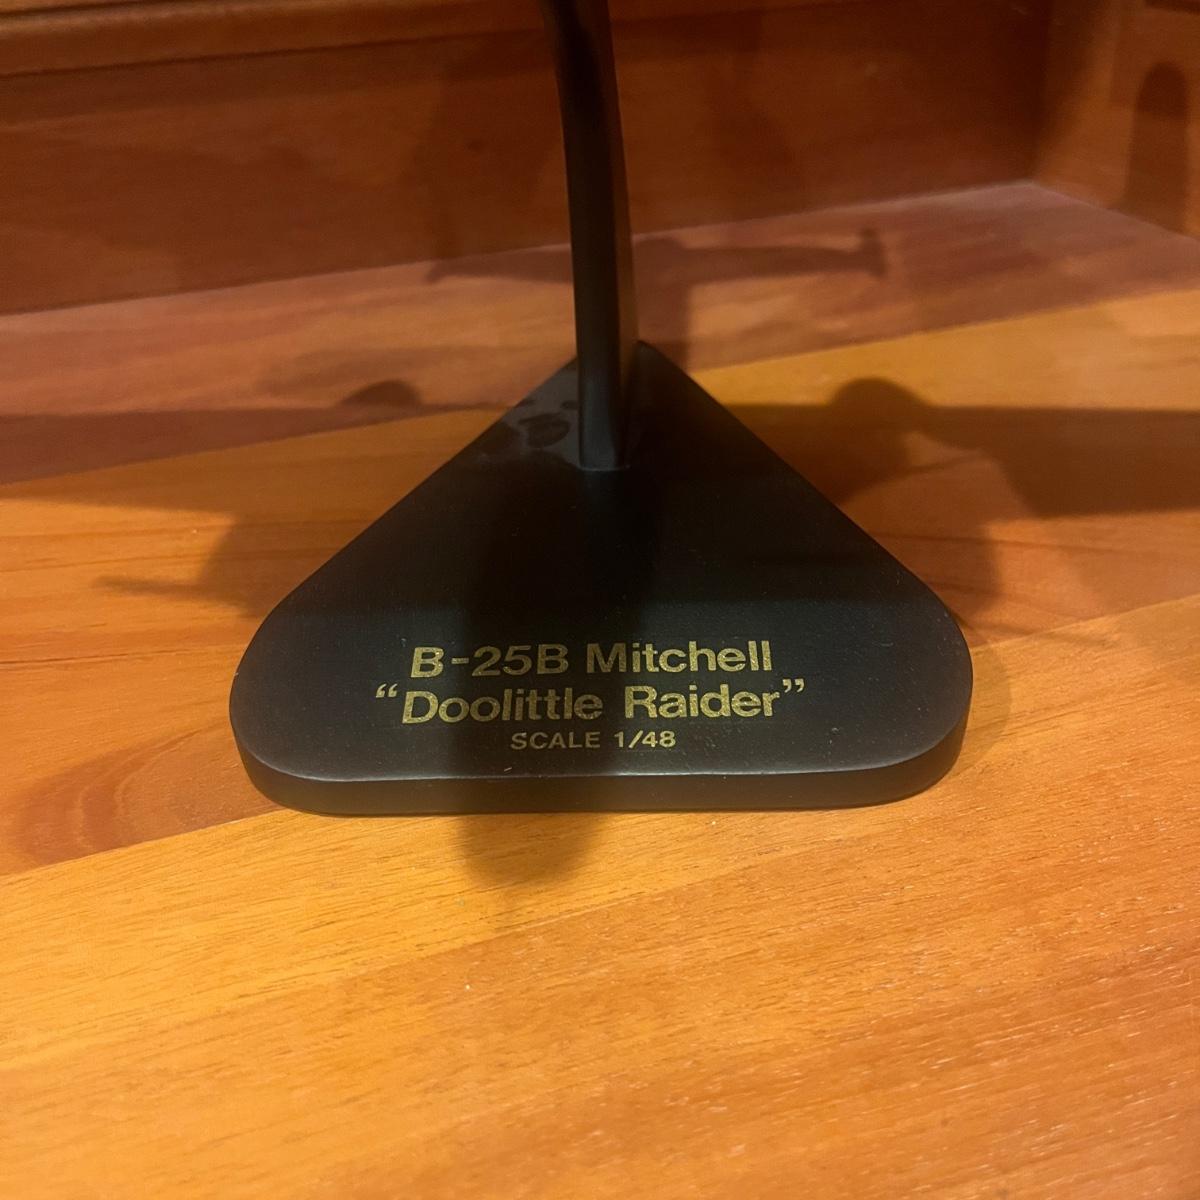 B-25B Mitchell
“Doolittle Raider”
SCALE 1/48